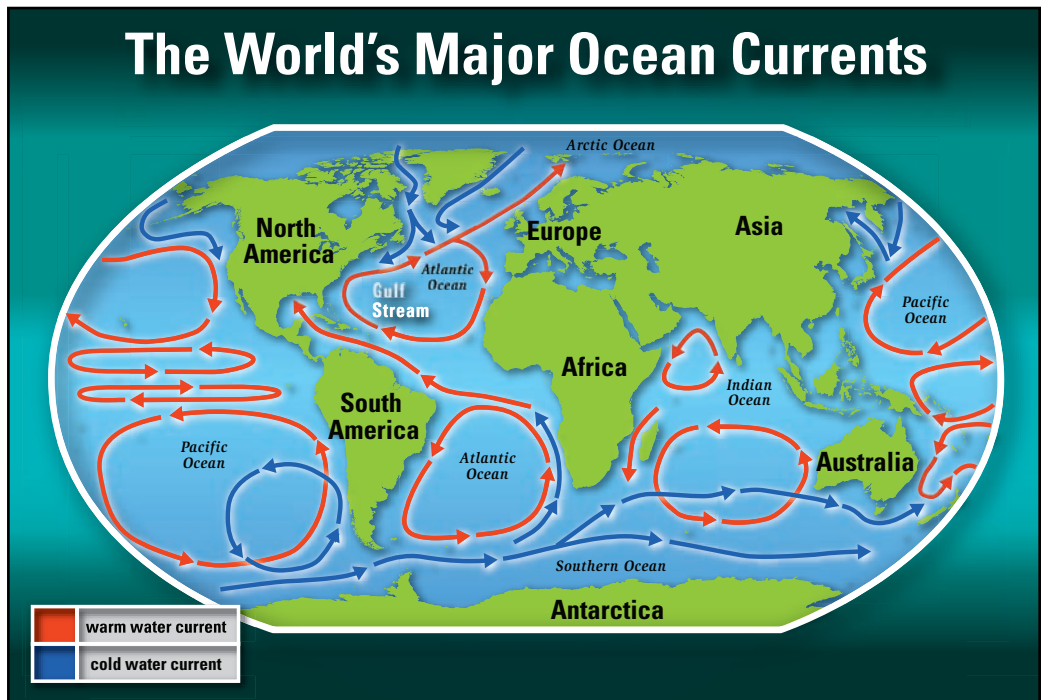 The World's Major Ocean Currents
Arctic Ocean
North
America
Europe
Asia
Atlantic
Ocean
Gulf
Stream
Pacific
Ocean
Africa
Indian
Ocean
South
America
Pacific
Ocean
Atlantic
Ocean
Australia
Southern Ocean
Antarctica
warm water current
cold water current